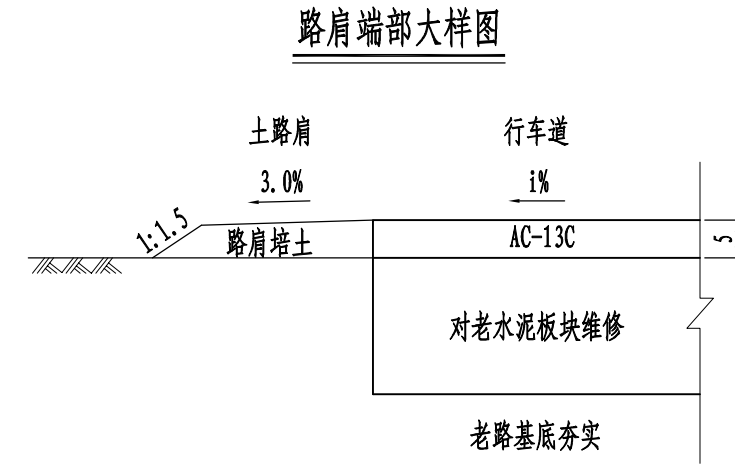 路肩端部大样图
土路肩
行车道
3.0%
i%
1:1.5
路肩培土
AC-13C
5
对老水泥板块维修
老路基底夯实